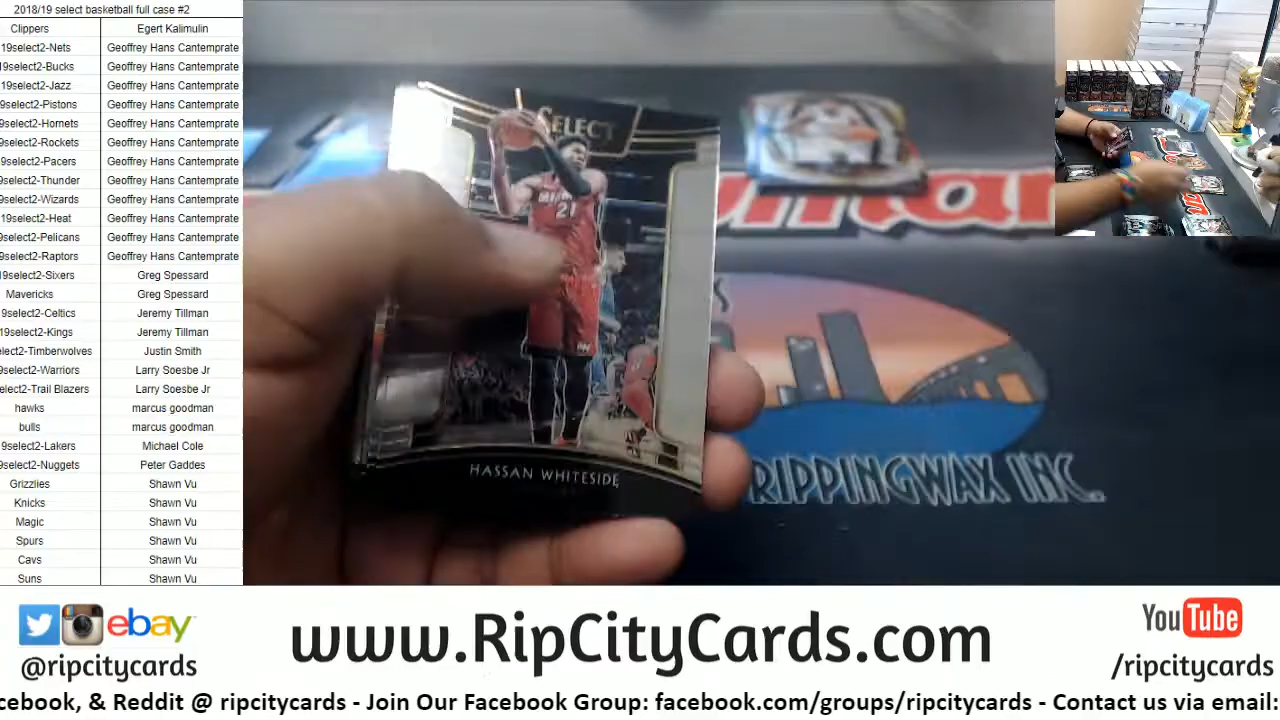 2018/19 select basketball full case #2
Clippers Egert Kalimulin
19select2-Nets Geoffrey Hans Cantemprate
19select2-Bucks Geoffrey Hans Cantemprate
19select2-Jazz Geoffrey Hans Cantemprate
9select2-Pistons Geoffrey Hans Cantemprate
9select2-Hornets Geoffrey Hans Cantemprate
9select2-Rockets Geoffrey Hans Cantemprate
9select2-Pacers Geoffrey Hans Cantemprate
9select2-Thunder Geoffrey Hans Cantemprate
9select2-Wizards Geoffrey Hans Cantemprate
19select2-Heat Geoffrey Hans Cantemprate
9select2-Pelicans Geoffrey Hans Cantemprate
9select2-Raptors Geoffrey Hans Cantemprate
19select2-Sixers Greg Spessard
Mavericks Greg Spessard
9select2-Celtics Jeremy Tillman
19select2-Kings Jeremy Tillman
elect2-Timberwolves Justin Smith
9select2-Warriors Larry Soesbe Jr
select2-Trail Blazers Larry Soesbe Jr
hawks marcus goodman
bulls marcus goodman
9select2-Lakers Michael Cole
9select2-Nuggets Peter Gaddes
Grizzlies Shawn Vu
Knicks Shawn Vu
Magic Shawn Vu
Spurs Shawn Vu
Cavs Shawn Vu
Suns Shawn Vu
SELECT
21
HASSAN WHITESIDE
RIPPINGWAX INC.
ebay
@ripcitycards
www.RipCityCards.com
YouTube
/ripcitycards
cebook, & Reddit @ ripcitycards - Join Our Facebook Group: facebook.com/groups/ripcitycards - Contact us via email: